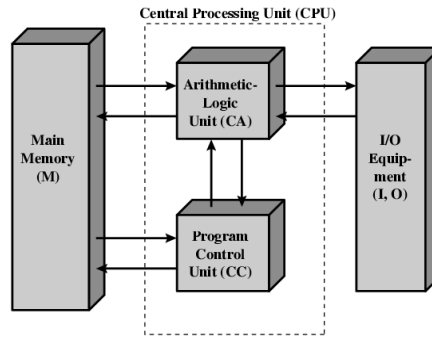 Central Processing Unit (CPU)
Main
Memory
(M)
Arithmetic-
Logic
Unit (CA)
Program
Control
Unit (CC)
I/O
Equip-
ment
(I, O)